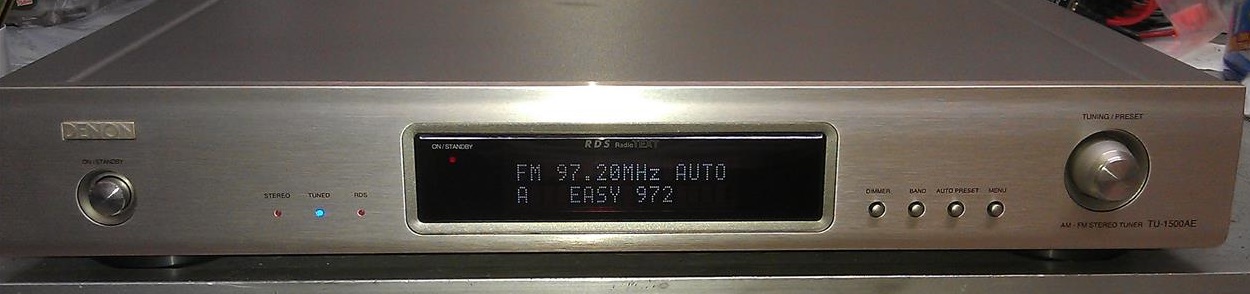 DENON
ON / STANDBY
STEREO TUNED RDS
ON / STANDBY
RDS Radio TEXT
FM 97.20MHz AUTO
A EASY 972
DIMMER BAND AUTO PRESET MENU
TUNING / PRESET
AM - FM STEREO TUNER TU-1500AE